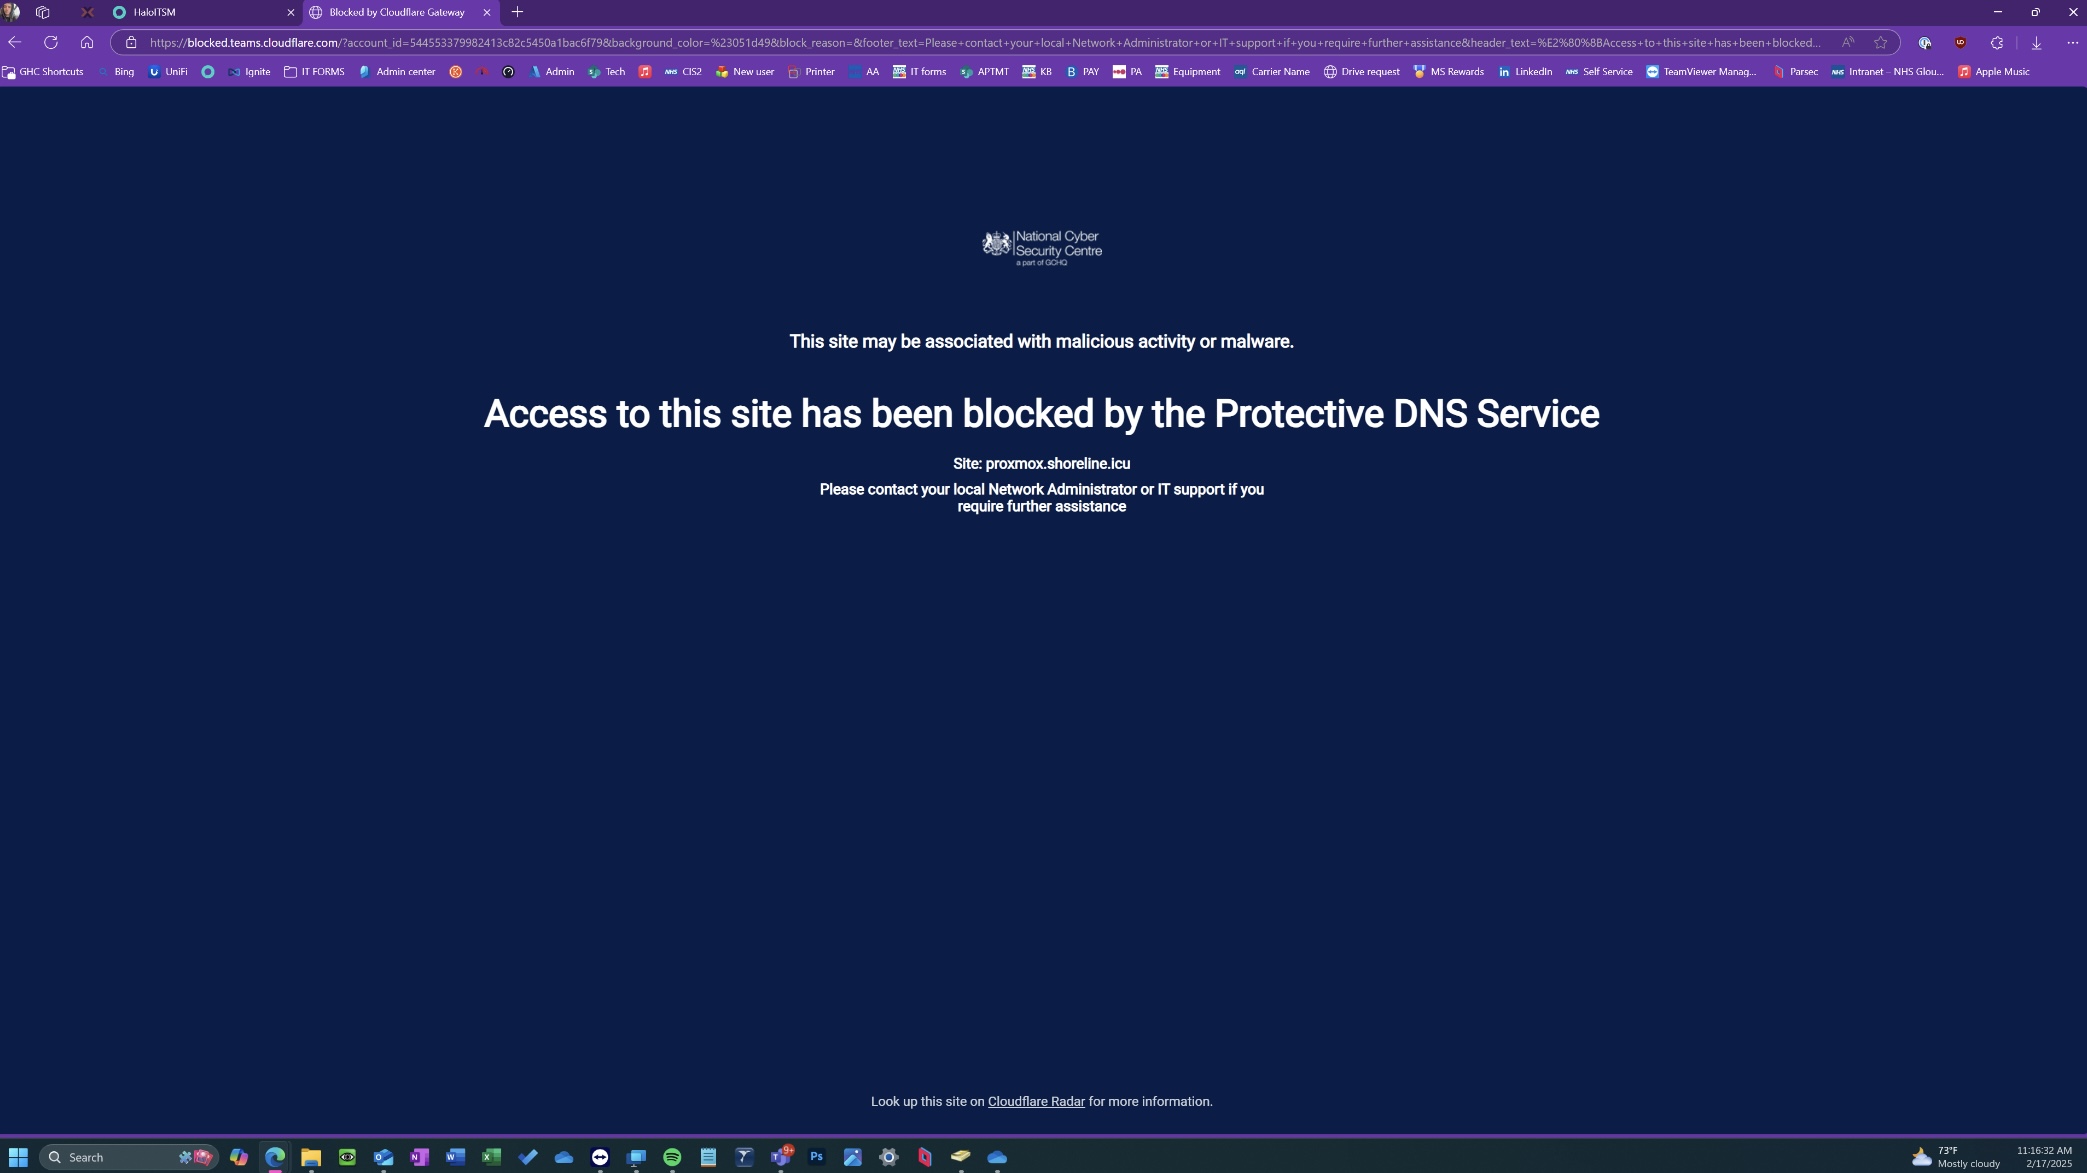 HaloITSM
Blocked by Cloudflare Gateway
https://blocked.teams.cloudflare.com/?account_id=544553379982413c82c5450a1bac6f79&background_color=%23051d49&block_reason=&footer_text=Please+contact+your+local+Network+Administrator+or+IT+support+if+you+require+further+assistance&header_text=%E2%80%8BAccess+to+this+site+has+been+blocked...
GHC Shortcuts
Bing
UniFi
Ignite
IT FORMS
Admin center
Admin
Tech
CIS2
New user
Printer
AA
IT forms
APTMT
KB
PAY
PA
Equipment
Carrier Name
Drive request
MS Rewards
LinkedIn
Self Service
TeamViewer Manag...
Parsec
Intranet - NHS Glou...
Apple Music
National Cyber
Security Centre
a part of GCHQ
This site may be associated with malicious activity or malware.
Access to this site has been blocked by the Protective DNS Service
Site: proxmox.shoreline.icu
Please contact your local Network Administrator or IT support if you
require further assistance
Look up this site on Cloudflare Radar for more information.
Search
9+
Ps
73°F
Mostly cloudy
11:16:32 AM
2/17/2025